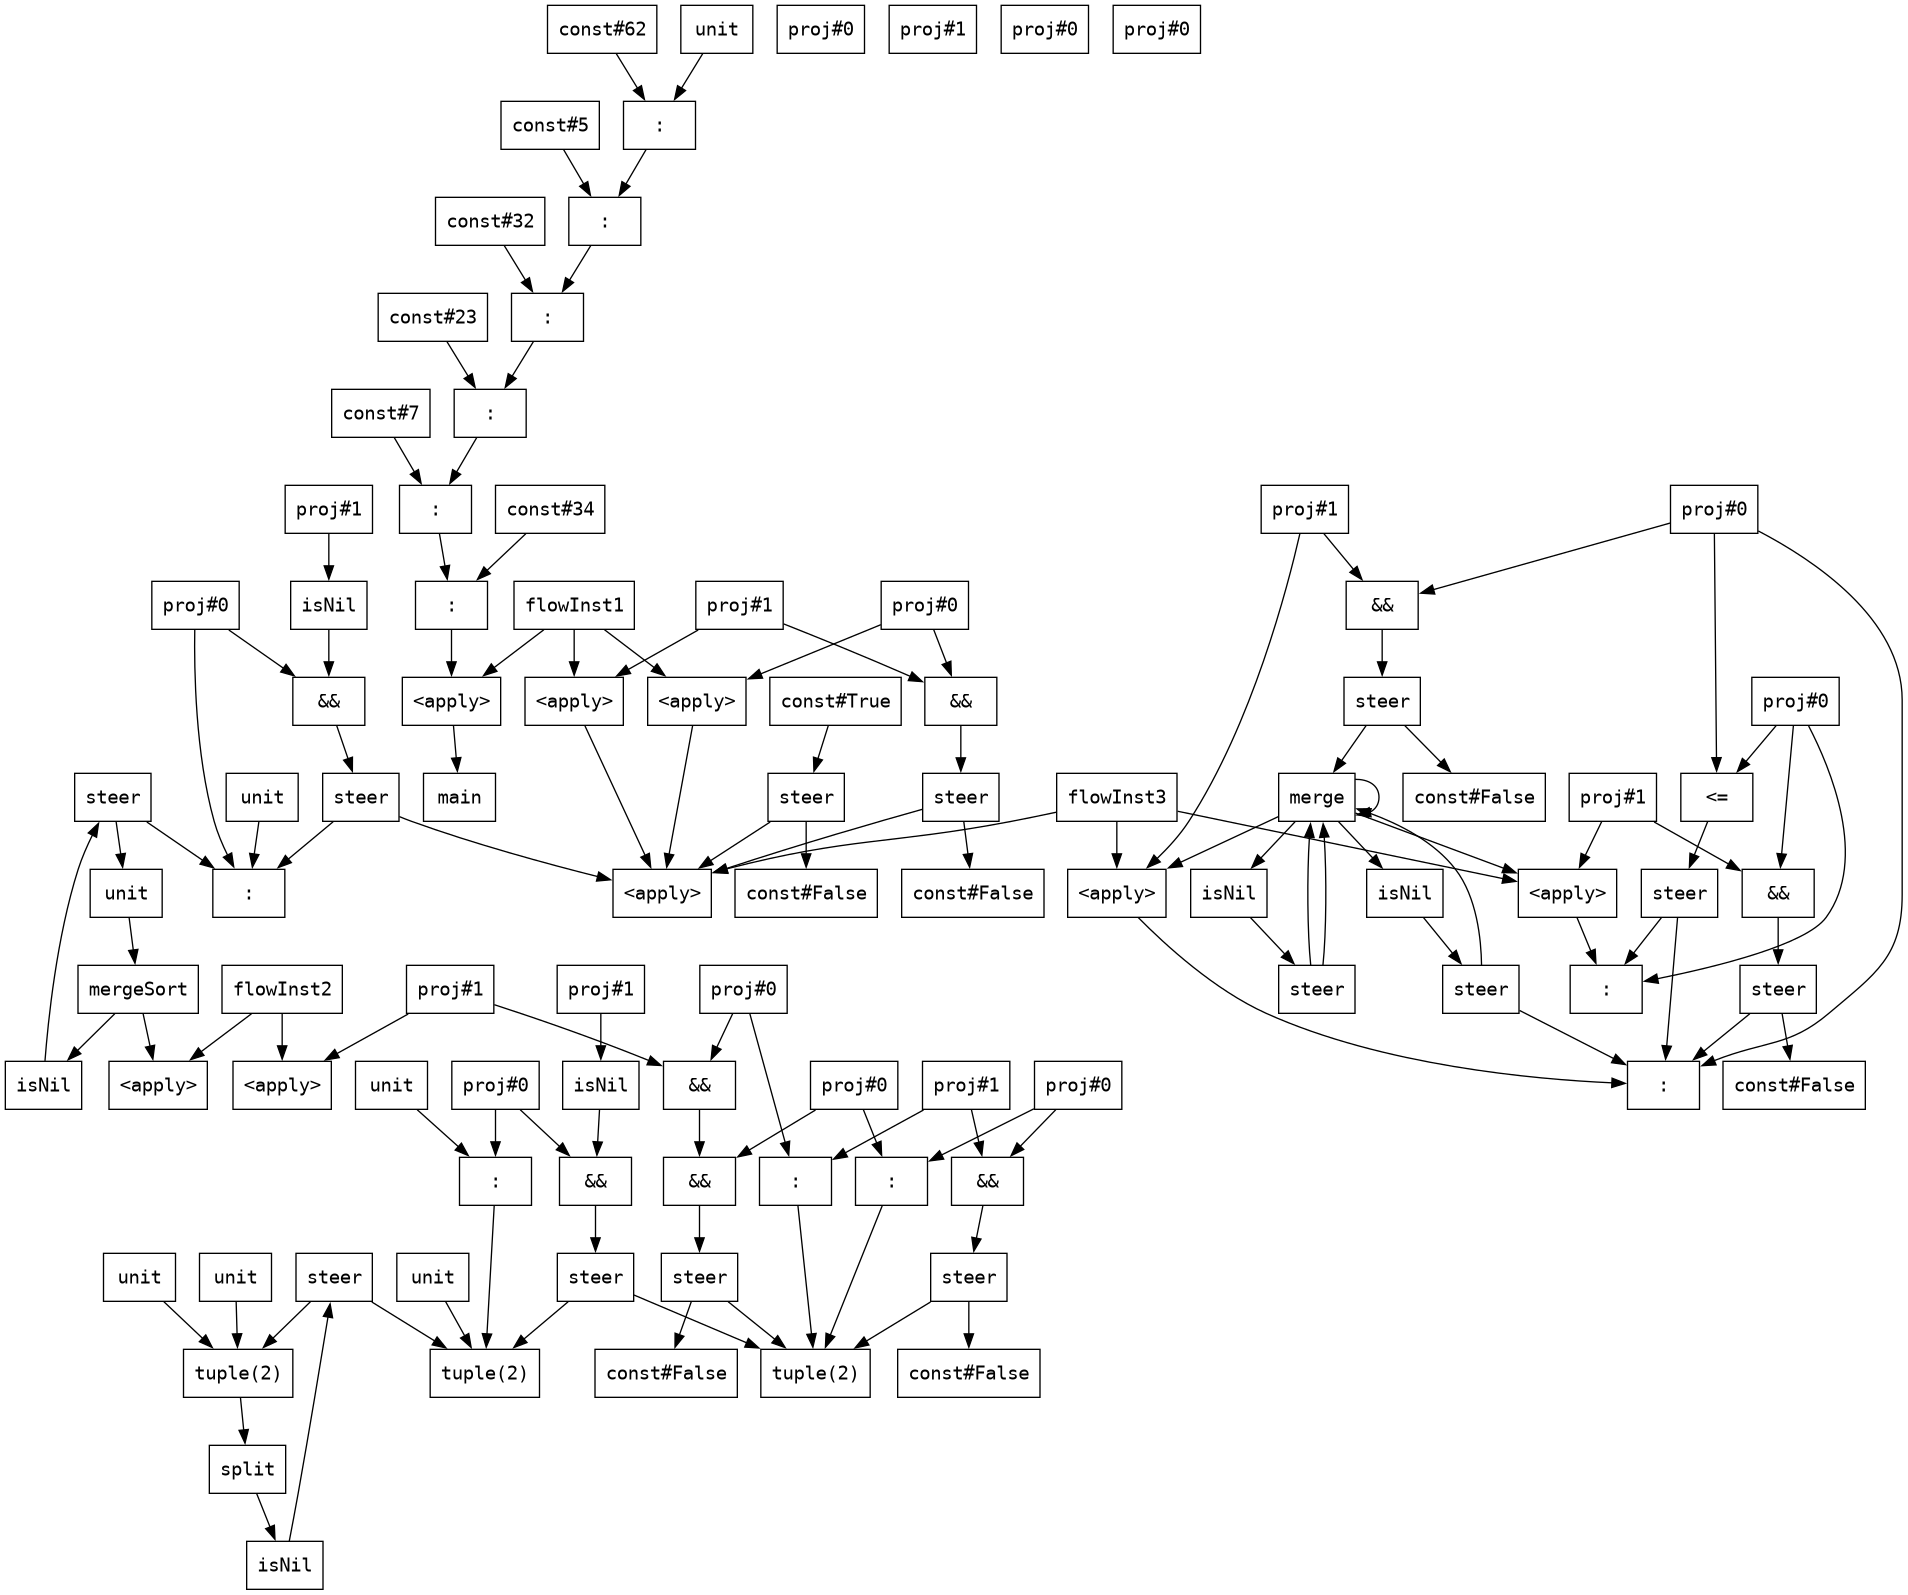 const#62 unit proj#0 proj#1 proj#0 proj#0
const#5 :
const#32 :
const#23 :
const#7 :
proj#1 : const#34 proj#1 proj#0
proj#0 isNil : flowInst1 proj#1 proj#0 &&
&& <apply> <apply> <apply> const#True && steer proj#0
steer unit steer main steer steer flowInst3 merge const#False proj#1 <=
unit : <apply> const#False const#False <apply> isNil isNil <apply> steer &&
mergeSort flowInst2 proj#1 proj#1 proj#0 steer steer : steer
isNil <apply> <apply> unit proj#0 isNil && proj#0 proj#1 proj#0 : const#False
: && && : : &&
unit unit steer unit steer steer steer
tuple(2) tuple(2) const#False tuple(2) const#False
split
isNil